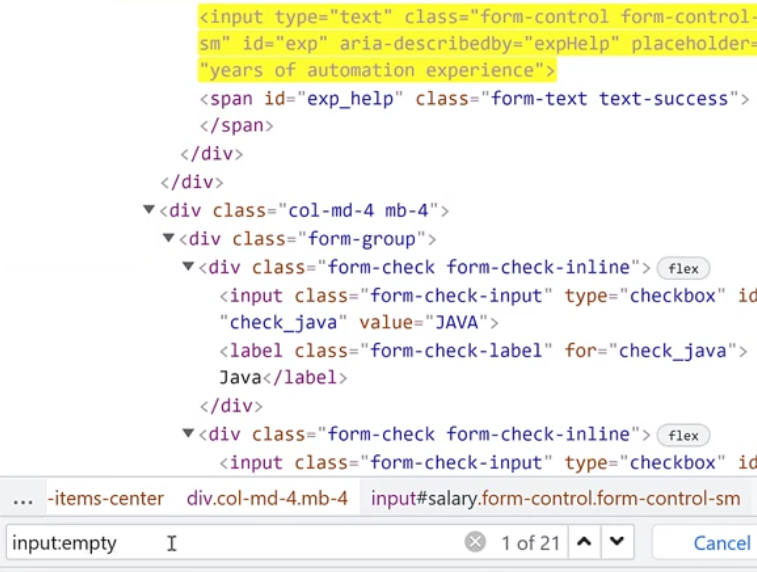 <input type="text" class="form-control form-control-
sm" id="exp" aria-describedby="expHelp" placeholder=
"years of automation experience">
<span id="exp_help" class="form-text text-success">
</span>
</div>
</div>
<div class="col-md-4 mb-4">
<div class="form-group">
<div class="form-check form-check-inline"> flex
<input class="form-check-input" type="checkbox" id
"check_java" value="JAVA">
<label class="form-check-label" for="check_java">
Java</label>
</div>
<div class="form-check form-check-inline"> flex
<input class="form-check-input" type="checkbox" id
... -items-center div.col-md-4.mb-4 input#salary.form-control.form-control-sm
input:empty 1 of 21 Cancel